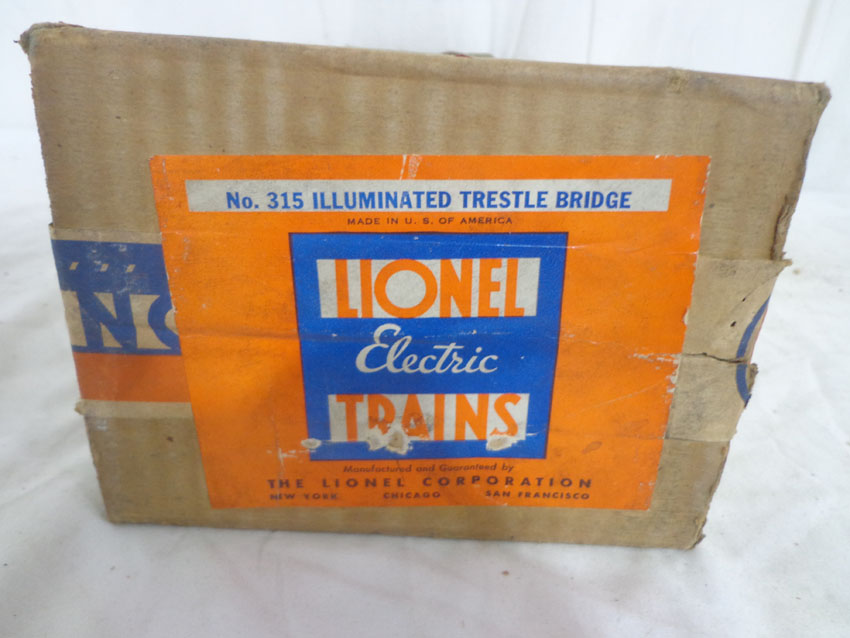 No. 315 ILLUMINATED TRESTLE BRIDGE
MADE IN U. S. OF AMERICA
LIONEL
Electric
TRAINS
Manufactured and Guaranteed by
THE LIONEL CORPORATION
NEW YORK CHICAGO SAN FRANCISCO